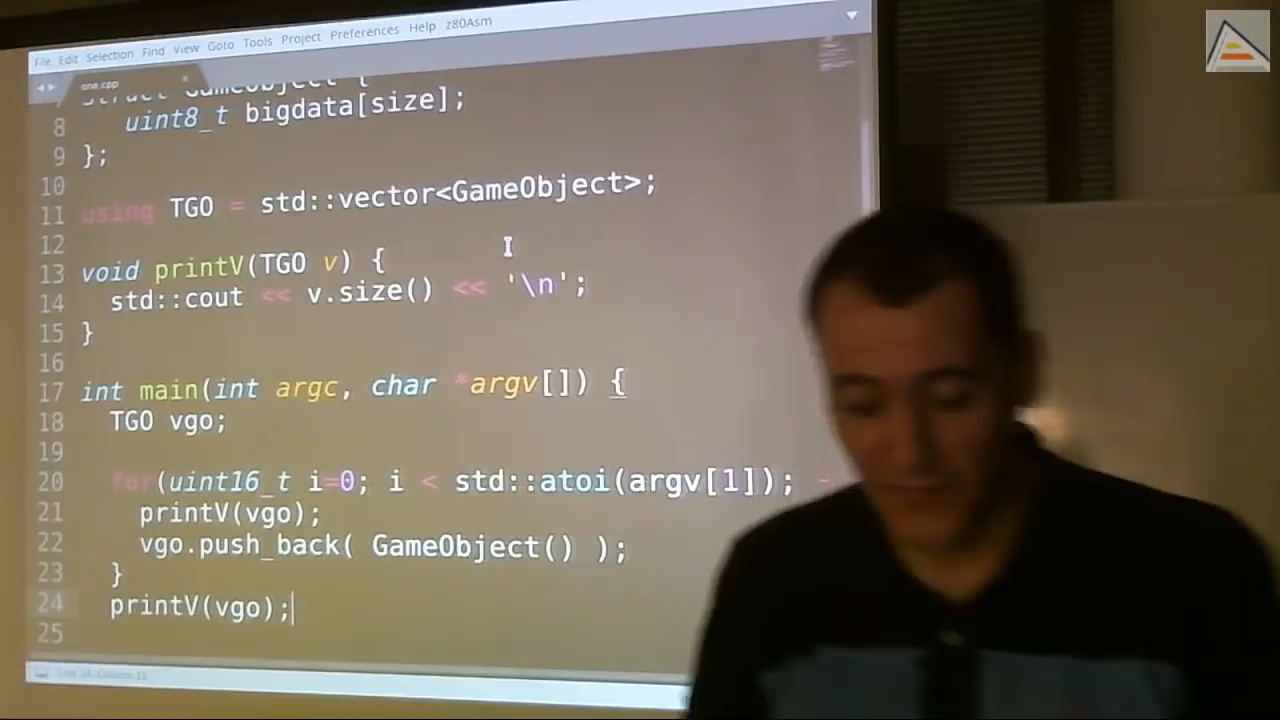 File Edit Selection Find View Goto Tools Project Preferences Help z80Asm
one.cpp
struct GameObject {
8 uint8_t bigdata[size];
9 };
10
11 using TGO = std::vector<GameObject>;
12
13 void printV(TGO v) {
14 std::cout << v.size() << '\n';
15 }
16
17 int main(int argc, char *argv[]) {
18 TGO vgo;
19
20 for(uint16_t i=0; i < std::atoi(argv[1]);
21 printV(vgo);
22 vgo.push_back( GameObject() );
23 }
24 printV(vgo);
25